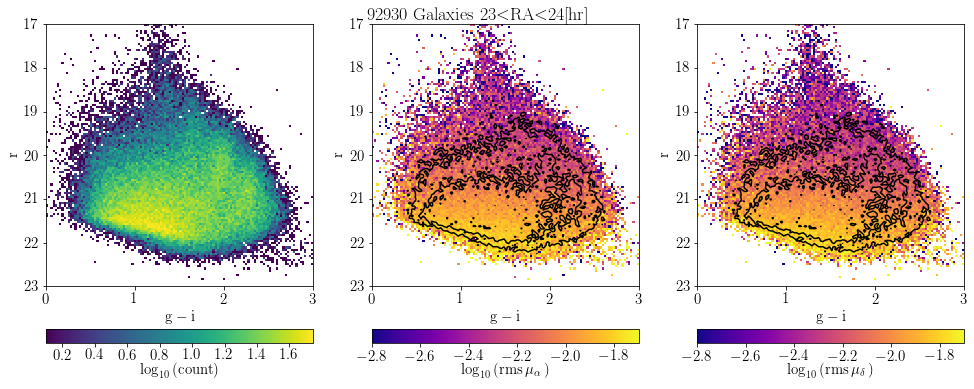 92930 Galaxies 23<RA<24[hr]
17
18
19
20
21
22
23
r
0 1 2 3
g − i
0.2 0.4 0.6 0.8 1.0 1.2 1.4 1.6
log10 (count)
17
18
19
20
21
22
23
r
0 1 2 3
g − i
−2.8 −2.6 −2.4 −2.2 −2.0 −1.8
log10 (rms μα )
17
18
19
20
21
22
23
r
0 1 2 3
g − i
−2.8 −2.6 −2.4 −2.2 −2.0 −1.8
log10 (rms μδ )